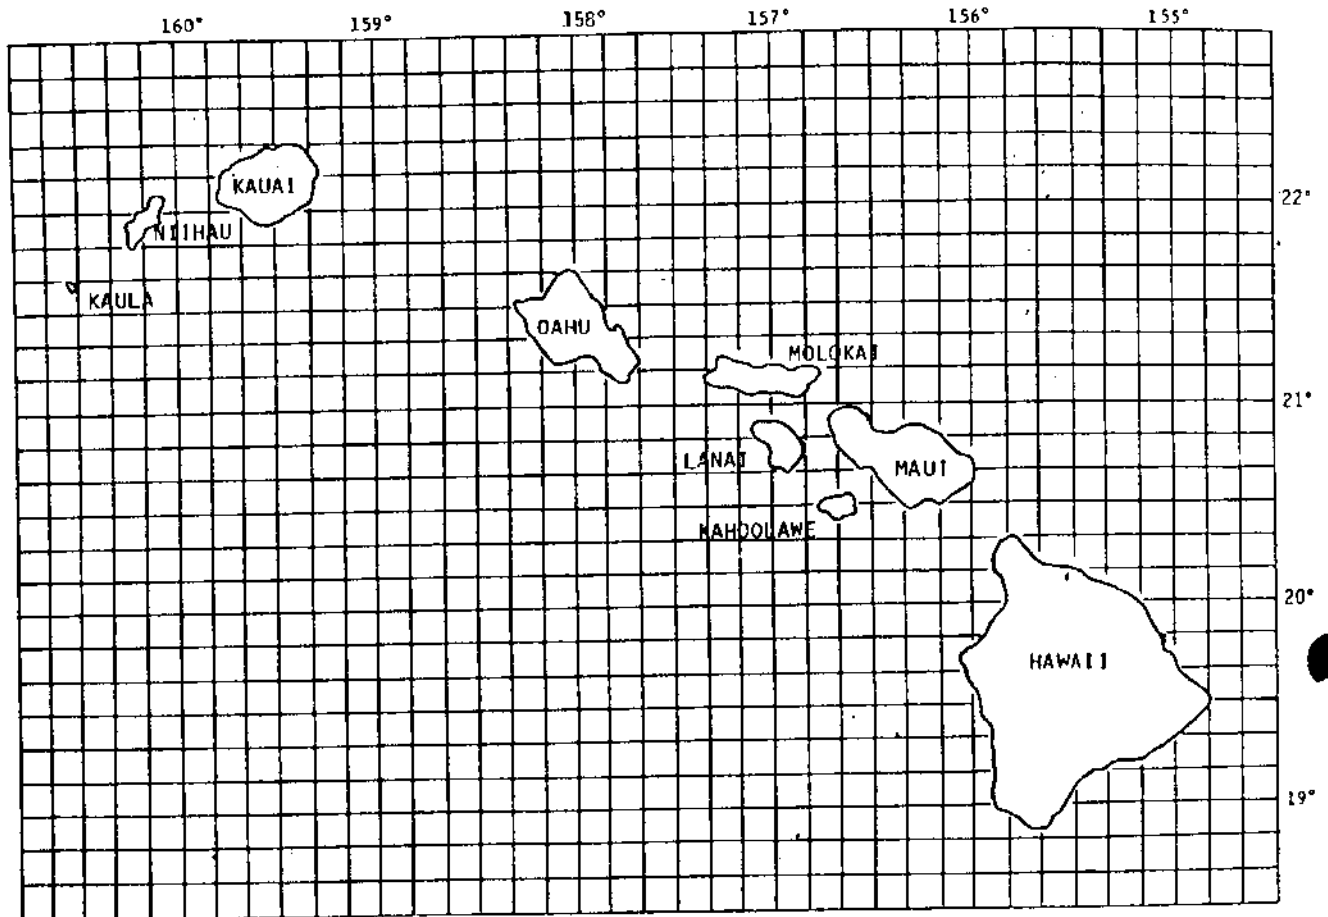 160° 159° 158° 157° 156° 155°
KAUAI
22°
NIIHAU
KAULA
OAHU
MOLOKAI
21°
LANAI
MAUI
KAHOOLAWE
20°
HAWAII
19°